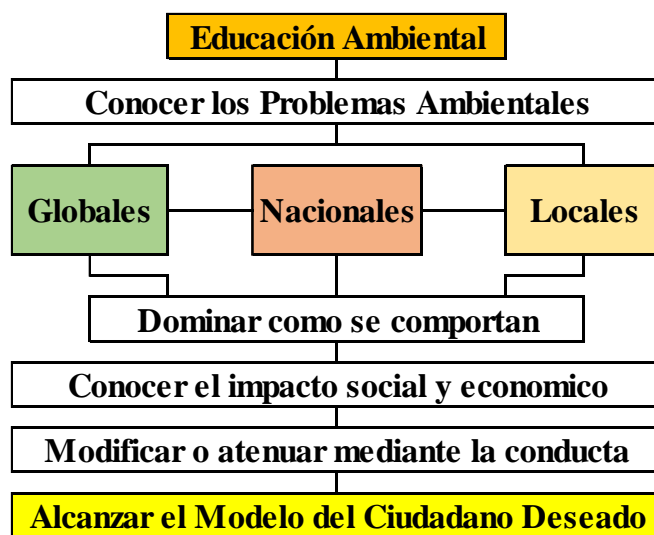 Educación Ambiental
Conocer los Problemas Ambientales
Globales
Nacionales
Locales
Dominar como se comportan
Conocer el impacto social y economico
Modificar o atenuar mediante la conducta
Alcanzar el Modelo del Ciudadano Deseado